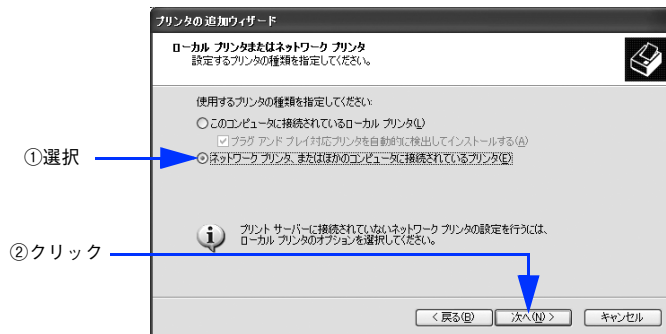 プリンタの追加ウィザード
ローカル プリンタまたはネットワーク プリンタ
設定するプリンタの種類を指定してください。
使用するプリンタの種類を指定してください:
このコンピュータに接続されているローカル プリンタ(L)
プラグ アンド プレイ対応プリンタを自動的に検出してインストールする(A)
①選択
ネットワーク プリンタ、またはほかのコンピュータに接続されているプリンタ(E)
プリント サーバーに接続されていないネットワーク プリンタの設定を行うには、
ローカル プリンタのオプションを選択してください。
②クリック
< 戻る(B) 次へ(N) > キャンセル